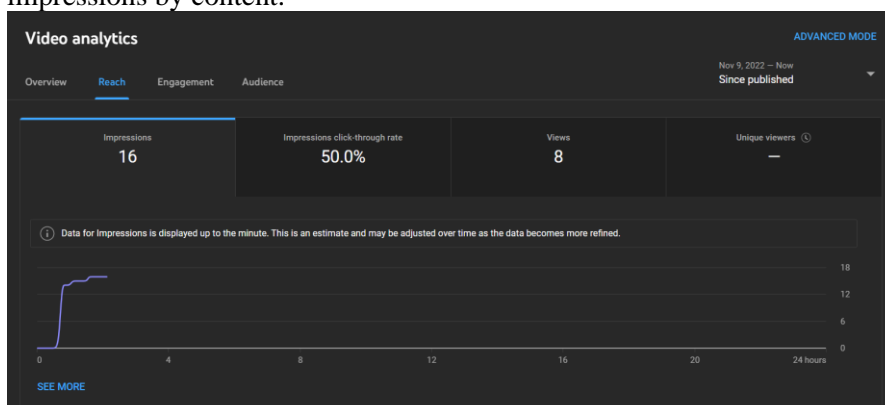 impressions by content.
Video analytics
ADVANCED MODE
Nov 9, 2022 — Now
Since published
Overview Reach Engagement Audience
Impressions
16
Impressions click-through rate
50.0%
Views
8
Unique viewers
—
Data for Impressions is displayed up to the minute. This is an estimate and may be adjusted over time as the data becomes more refined.
18
12
6
0
0 4 8 12 16 20 24 hours
SEE MORE